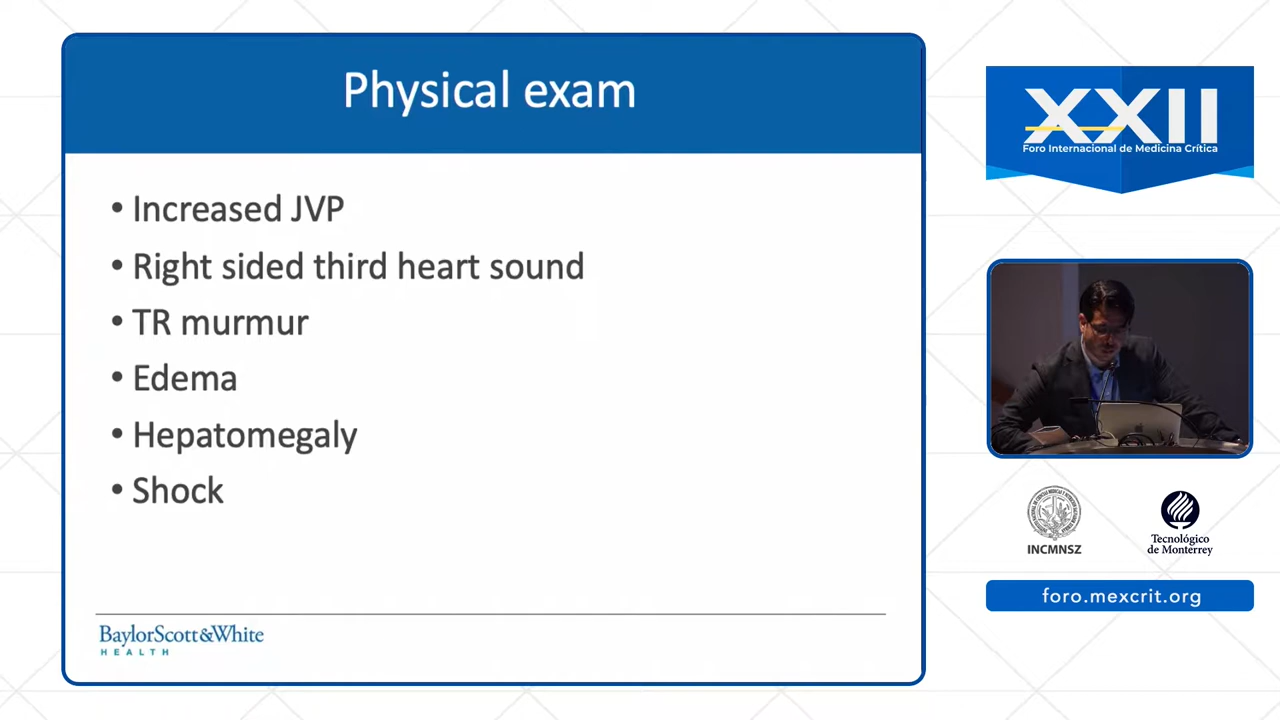 Physical exam
• Increased JVP
• Right sided third heart sound
• TR murmur
• Edema
• Hepatomegaly
• Shock
BaylorScott&White
HEALTH
XXII
Foro Internacional de Medicina Crítica
INCMNSZ
Tecnológico
de Monterrey
foro.mexcrit.org